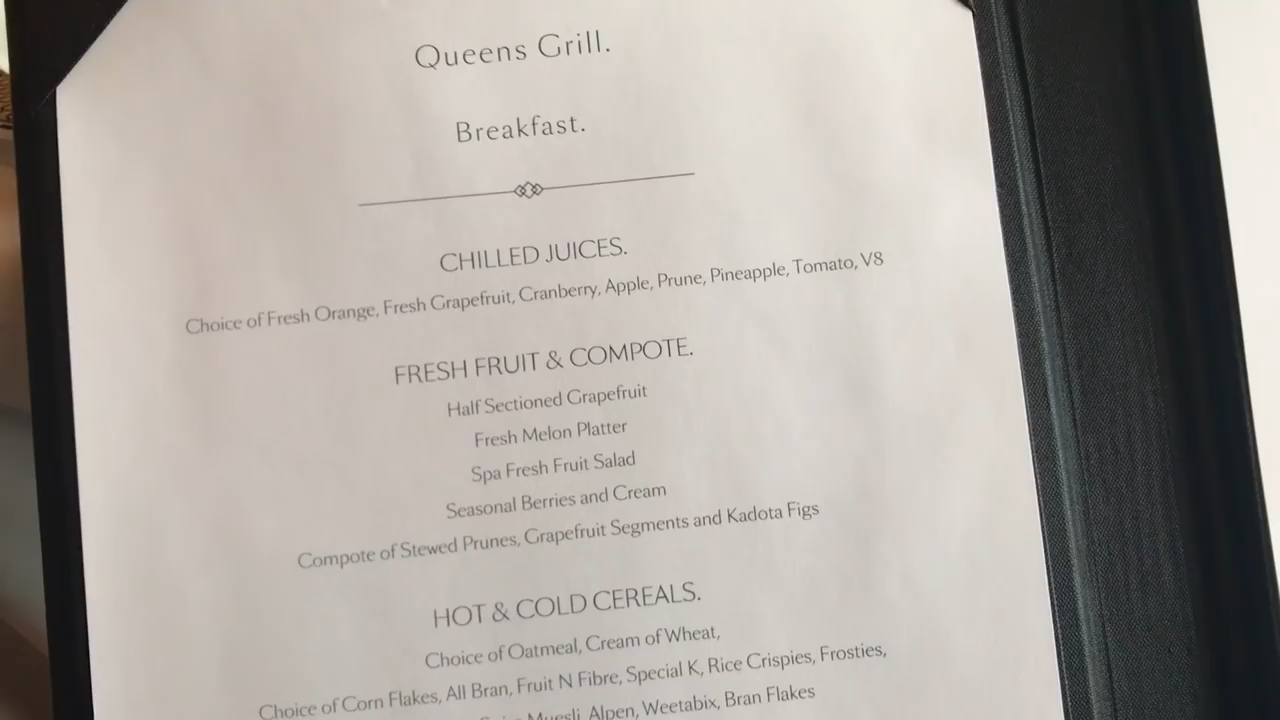 Queens Grill.
Breakfast.
CHILLED JUICES.
Choice of Fresh Orange, Fresh Grapefruit, Cranberry, Apple, Prune, Pineapple, Tomato, V8
FRESH FRUIT & COMPOTE.
Half Sectioned Grapefruit
Fresh Melon Platter
Spa Fresh Fruit Salad
Seasonal Berries and Cream
Compote of Stewed Prunes, Grapefruit Segments and Kadota Figs
HOT & COLD CEREALS.
Choice of Oatmeal, Cream of Wheat,
Choice of Corn Flakes, All Bran, Fruit N Fibre, Special K, Rice Crispies, Frosties,
Muesli, Alpen, Weetabix, Bran Flakes